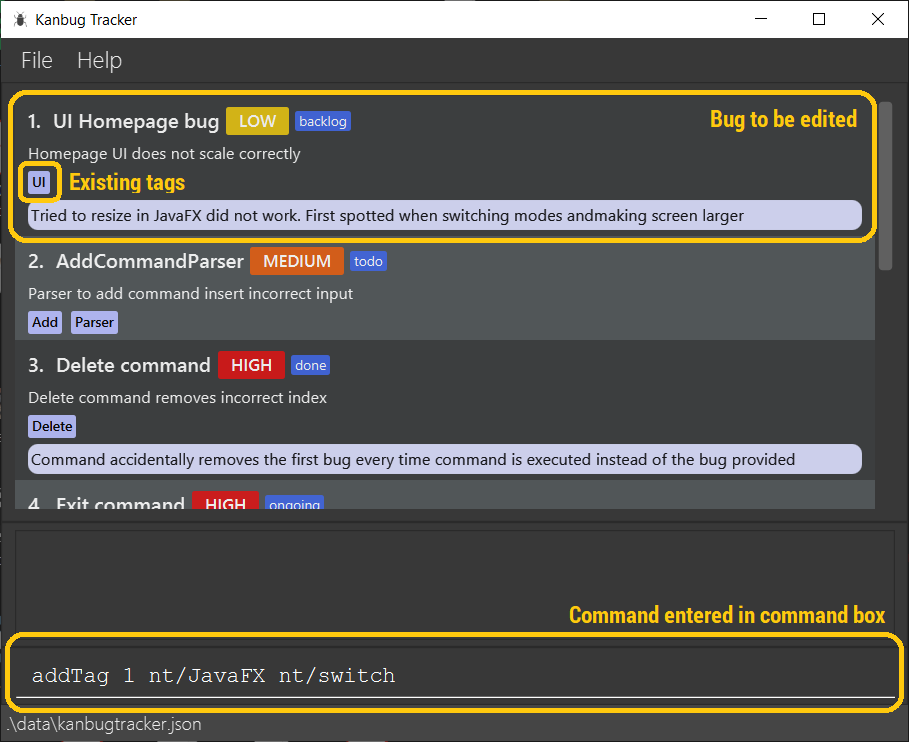 Kanbug Tracker
File Help
1. UI Homepage bug LOW backlog Bug to be edited
Homepage UI does not scale correctly
UI Existing tags
Tried to resize in JavaFX did not work. First spotted when switching modes andmaking screen larger
2. AddCommandParser MEDIUM todo
Parser to add command insert incorrect input
Add Parser
3. Delete command HIGH done
Delete command removes incorrect index
Delete
Command accidentally removes the first bug every time command is executed instead of the bug provided
4. Exit command HIGH ongoing
Command entered in command box
addTag 1 nt/JavaFX nt/switch
.\data\kanbugtracker.json